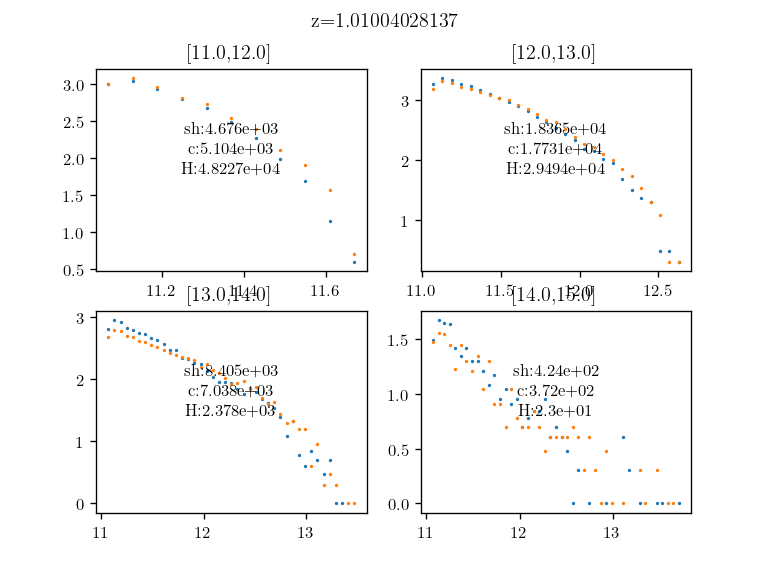 z=1.01004028137
[11.0,12.0]
[12.0,13.0]
3.0
2.5
2.0
1.5
1.0
0.5
sh:4.676e+03
c:5.104e+03
H:4.8227e+04
11.2
11.4
11.6
3
2
1
sh:1.8365e+04
c:1.7731e+04
H:2.9494e+04
11.0
11.5
12.0
12.5
[13.0,14.0]
[14.0,15.0]
3
2
1
0
sh:8.405e+03
c:7.038e+03
H:2.378e+03
11
12
13
1.5
1.0
0.5
0.0
sh:4.24e+02
c:3.72e+02
H:2.3e+01
11
12
13